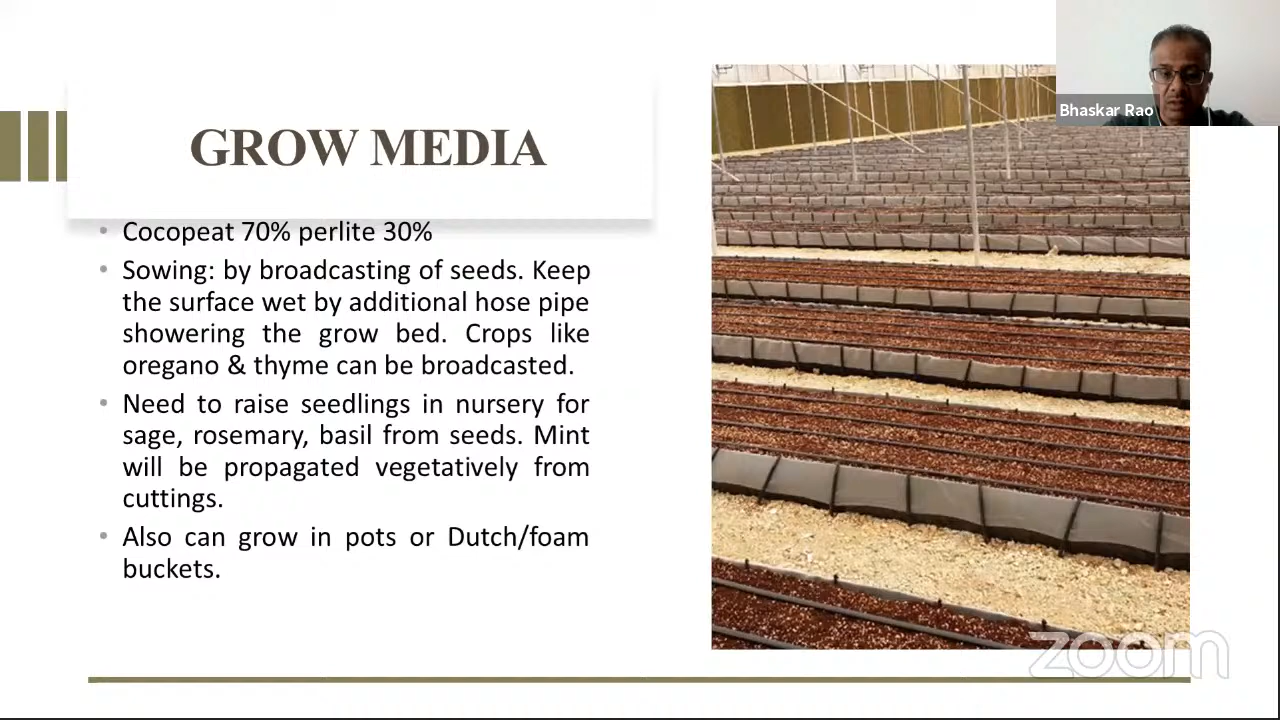 Bhaskar Rao
GROW MEDIA
• Cocopeat 70% perlite 30%
• Sowing: by broadcasting of seeds. Keep
the surface wet by additional hose pipe
showering the grow bed. Crops like
oregano & thyme can be broadcasted.
• Need to raise seedlings in nursery for
sage, rosemary, basil from seeds. Mint
will be propagated vegetatively from
cuttings.
• Also can grow in pots or Dutch/foam
buckets.
zoom